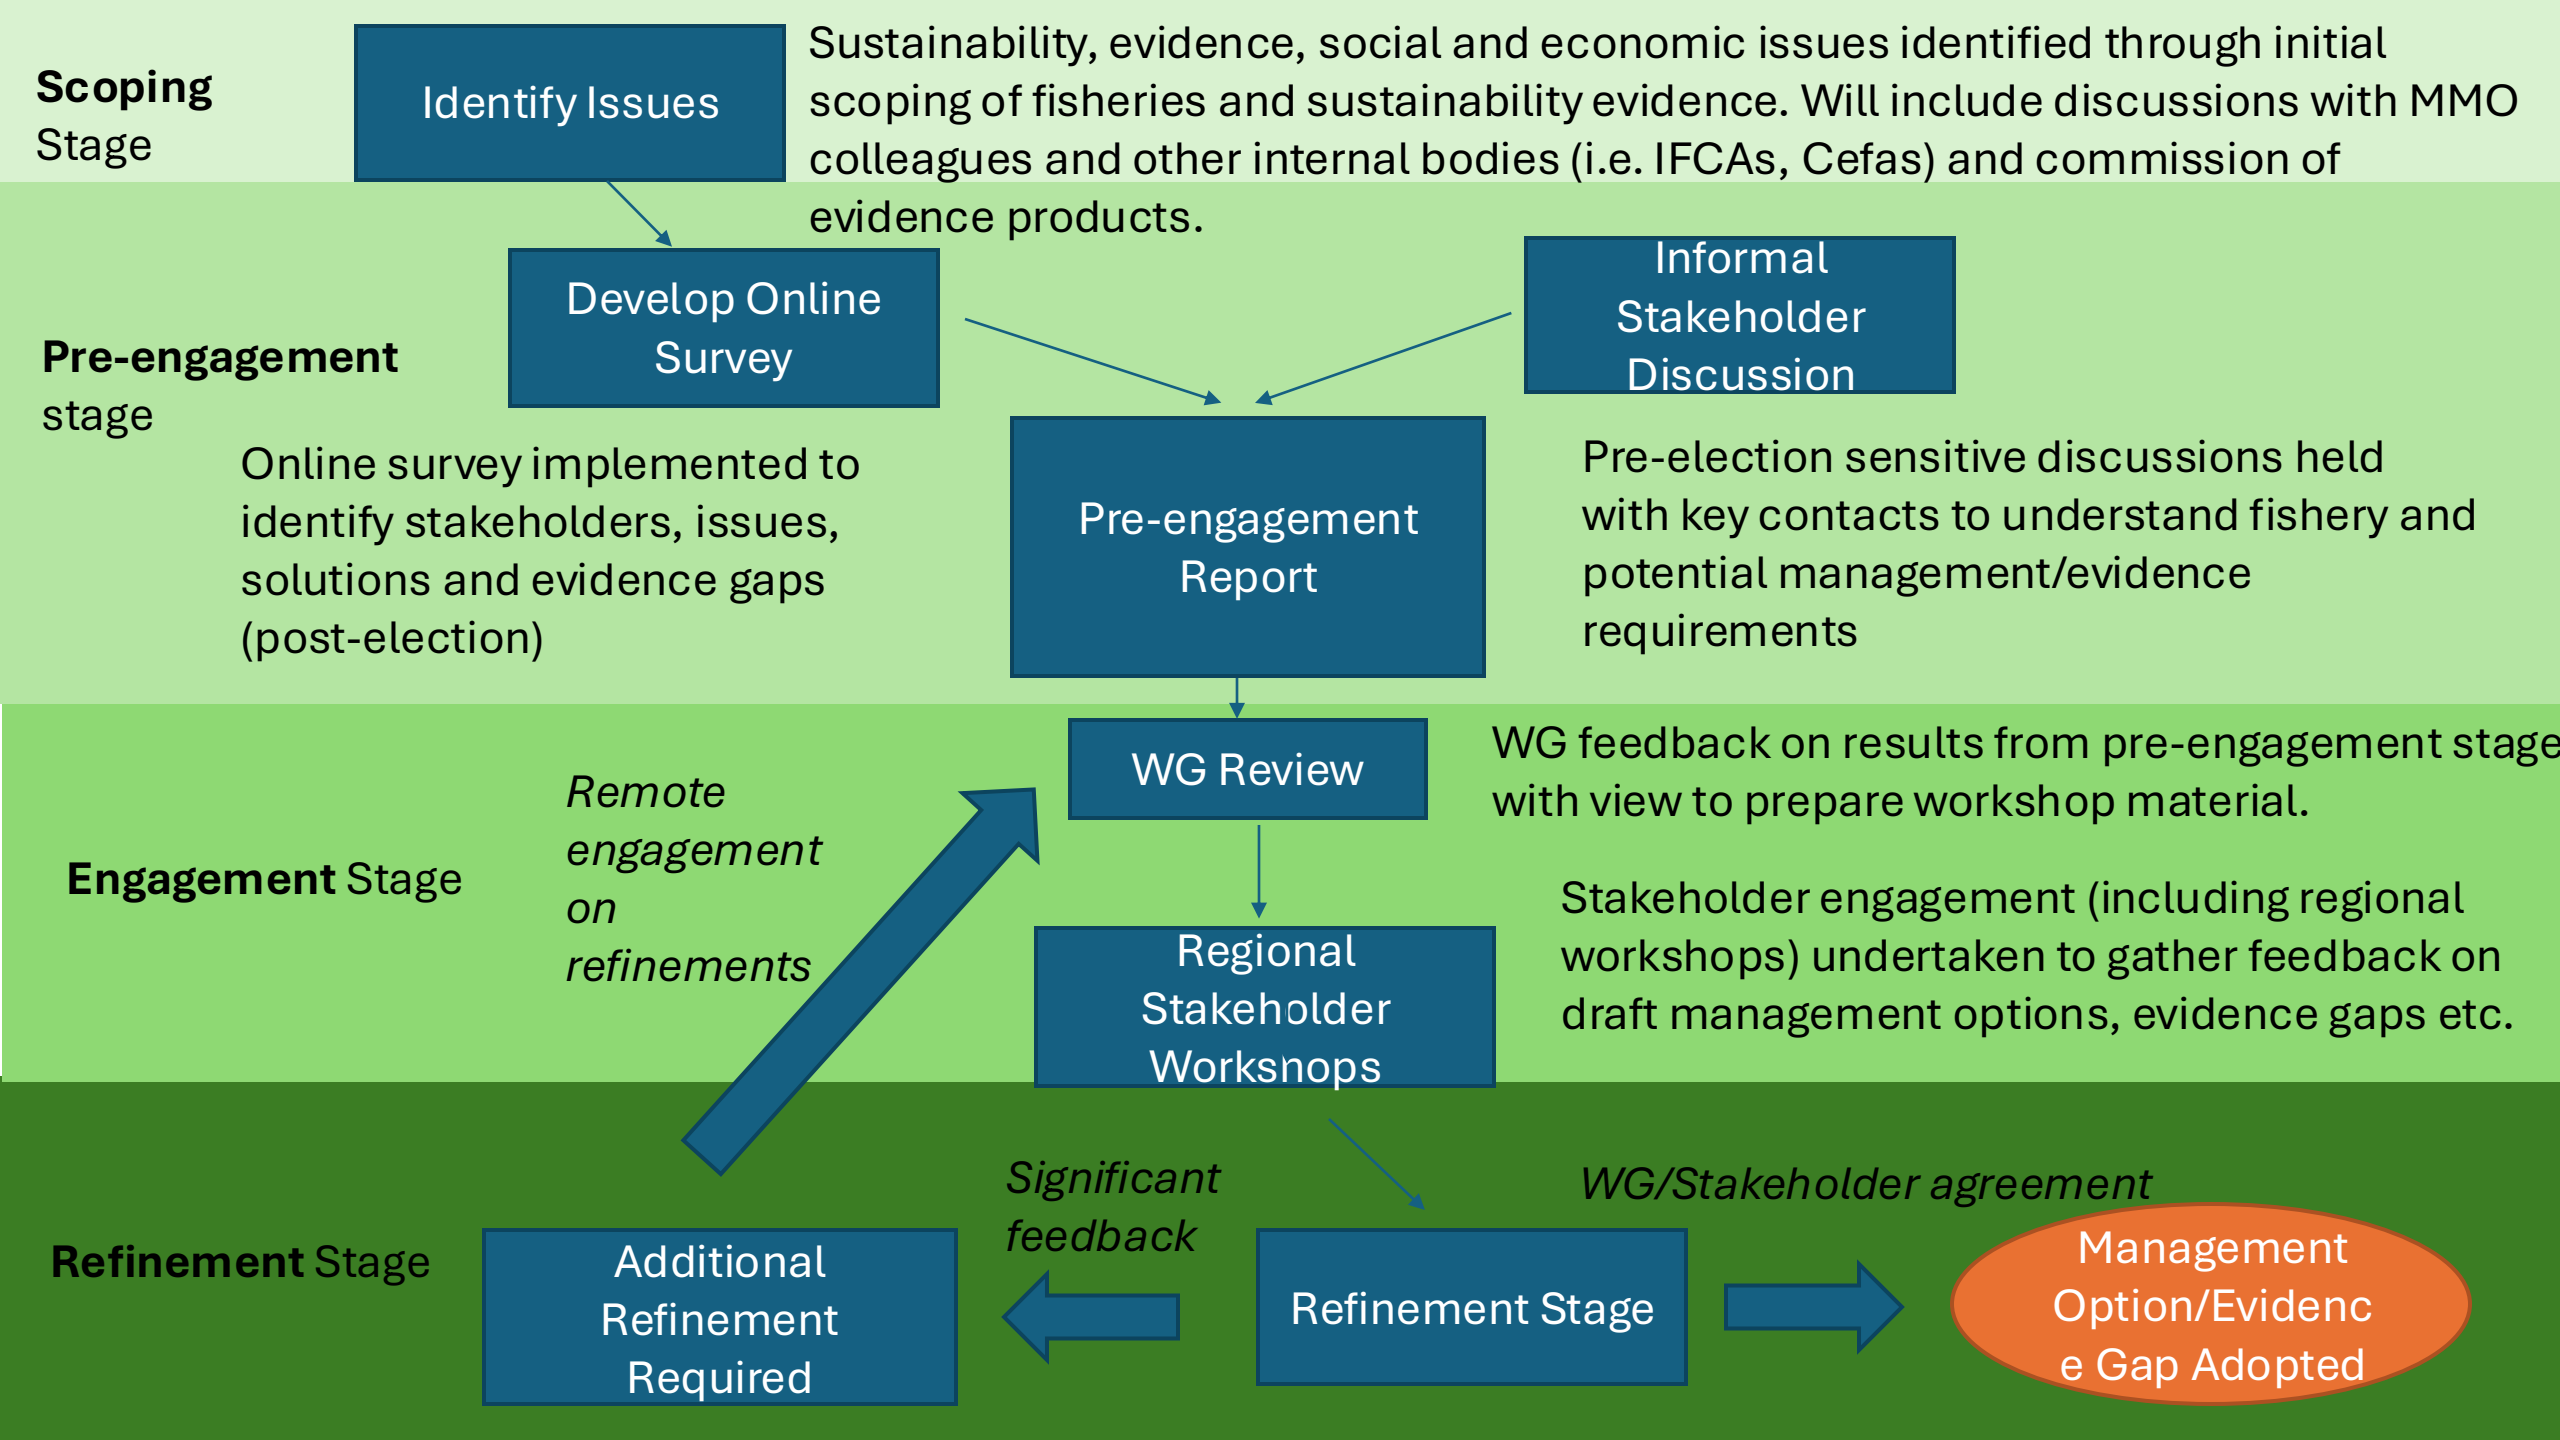 Scoping
Stage
Identify Issues
Sustainability, evidence, social and economic issues identified through initial
scoping of fisheries and sustainability evidence. Will include discussions with MMO
colleagues and other internal bodies (i.e. IFCAs, Cefas) and commission of
evidence products.
Pre-engagement
stage
Develop Online
Survey
Informal
Stakeholder
Discussion
Online survey implemented to
identify stakeholders, issues,
solutions and evidence gaps
(post-election)
Pre-engagement
Report
Pre-election sensitive discussions held
with key contacts to understand fishery and
potential management/evidence
requirements
Engagement Stage
Remote
engagement
on
refinements
WG Review
WG feedback on results from pre-engagement stage
with view to prepare workshop material.
Regional
Stakeholder
Workshops
Stakeholder engagement (including regional
workshops) undertaken to gather feedback on
draft management options, evidence gaps etc.
Refinement Stage
Additional
Refinement
Required
Significant
feedback
Refinement Stage
WG/Stakeholder agreement
Management
Option/Evidenc
e Gap Adopted